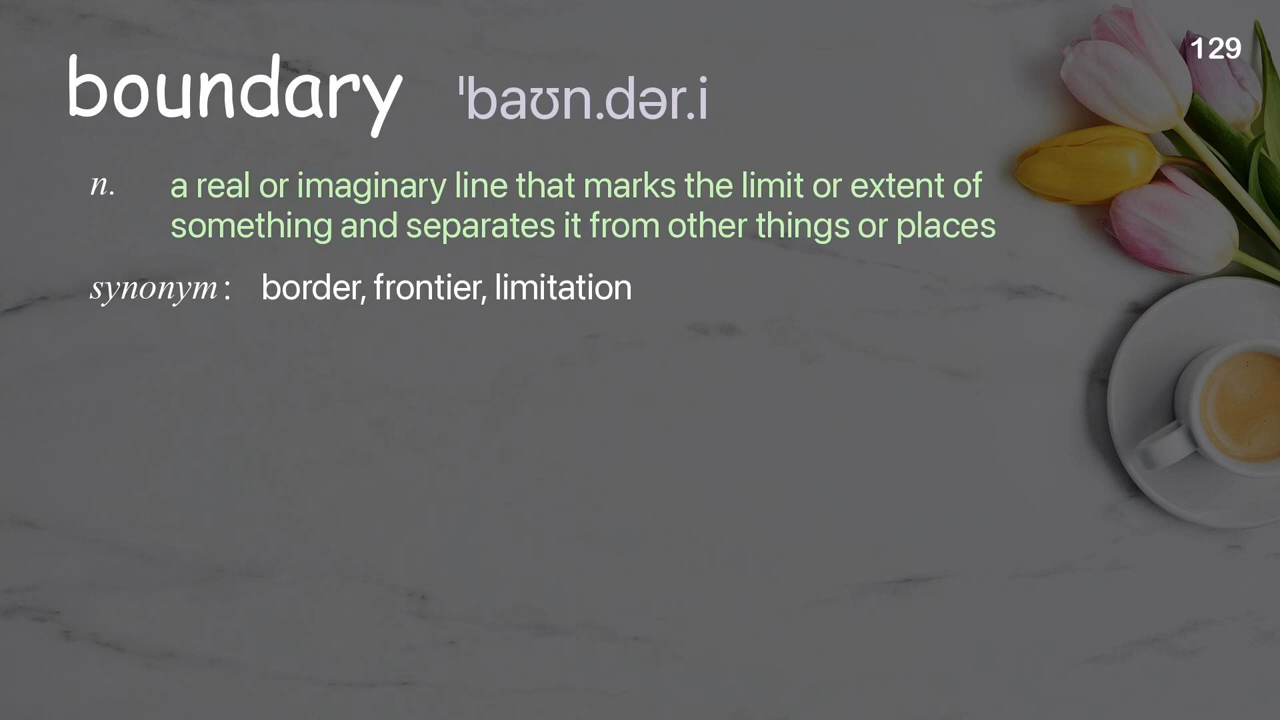 129
boundary ˈbaʊn.dər.i
n. a real or imaginary line that marks the limit or extent of
something and separates it from other things or places
synonym: border, frontier, limitation